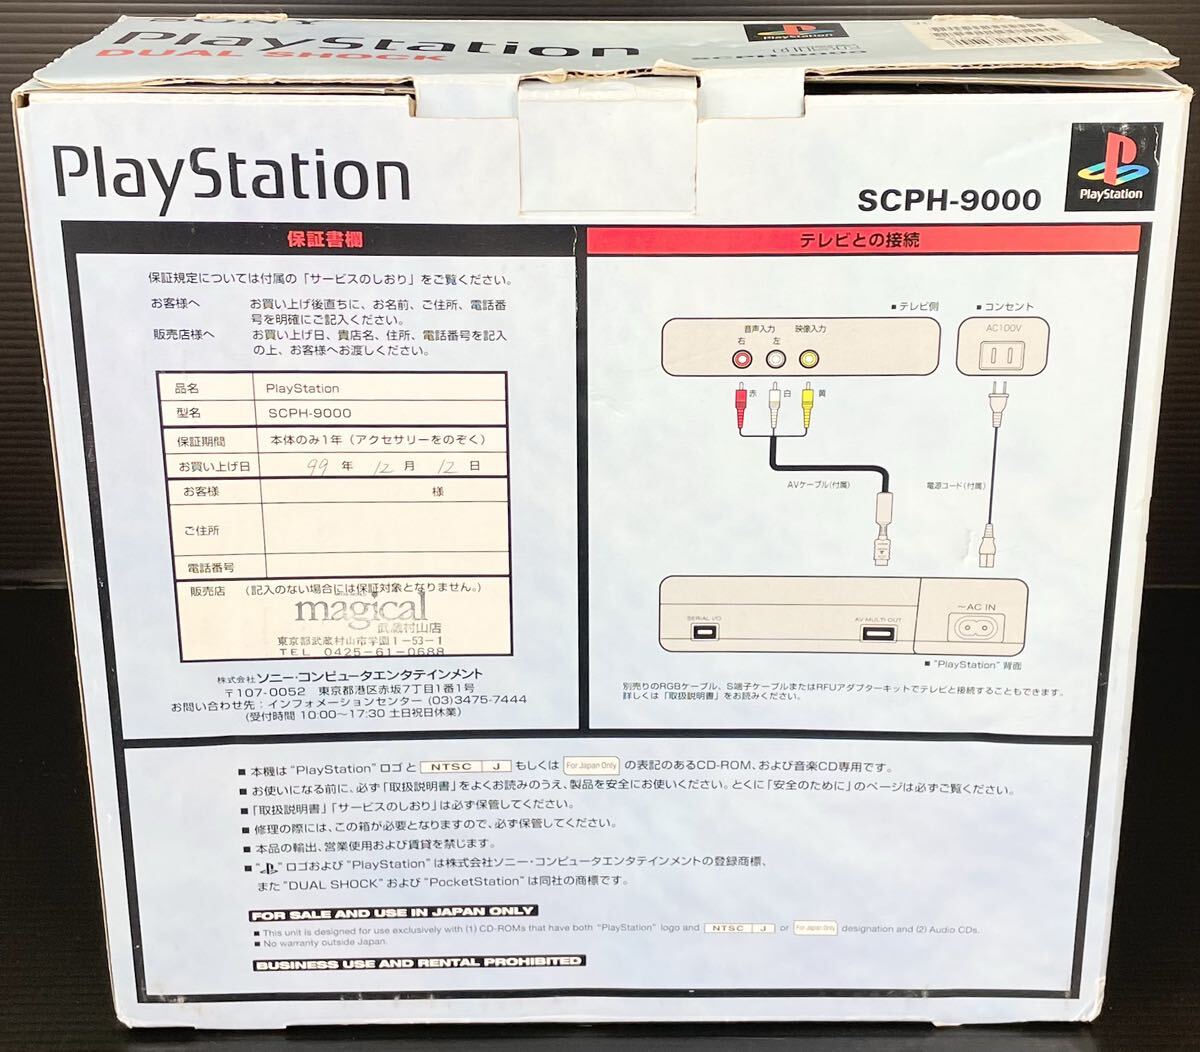 SONY
PlayStation
DUAL SHOCK
PlayStation
SCPH-9000
PlayStation
SCPH-9000
PlayStation
保証書欄
保証規定については付属の「サービスのしおり」をご覧ください。
お客様へ お買い上げ後直ちに、お名前、ご住所、電話番
号を明確にご記入ください。
販売店様へ お買い上げ日、貴店名、住所、電話番号を記入
の上、お客様へお渡しください。
品名 PlayStation
型名 SCPH-9000
保証期間 本体のみ1年（アクセサリーをのぞく）
お買い上げ日 99 年 12 月 12 日
お客様 様
ご住所
電話番号
販売店 （記入のない場合には保証対象となりません。）
magical
武蔵村山店
東京都武蔵村山市学園1－53－1
TEL 0425-61-0688
株式会社ソニー・コンピュータエンタテインメント
〒107-0052 東京都港区赤坂7丁目1番1号
お問い合わせ先：インフォメーションセンター (03)3475-7444
(受付時間 10:00～17:30 土日祝日休業)
テレビとの接続
■テレビ側
■コンセント
音声入力 映像入力
右 左
AC100V
赤 白 黄
AVケーブル(付属)
電源コード(付属)
～AC IN
SERIAL I/O
AV MULTI OUT
■"PlayStation"背面
別売りのRGBケーブル、S端子ケーブルまたはRFUアダプターキットでテレビと接続することもできます。
詳しくは「取扱説明書」をお読みください。
■本機は"PlayStation"ロゴと NTSC J もしくは For Japan Only の表記のあるCD-ROM、および音楽CD専用です。
■お使いになる前に、必ず「取扱説明書」をよくお読みのうえ、製品を安全にお使いください。とくに「安全のために」のページは必ずご覧ください。
■「取扱説明書」「サービスのしおり」は必ず保管してください。
■修理の際には、この箱が必要となりますので、必ず保管してください。
■本品の輸出、営業使用および賃貸を禁じます。
■" "ロゴおよび"PlayStation"は株式会社ソニー・コンピュータエンタテインメントの登録商標、
また"DUAL SHOCK"および"PocketStation"は同社の商標です。
FOR SALE AND USE IN JAPAN ONLY
■This unit is designed for use exclusively with (1) CD-ROMs that have both "PlayStation" logo and NTSC J or For Japan Only designation and (2) Audio CDs.
■No warranty outside Japan.
BUSINESS USE AND RENTAL PROHIBITED